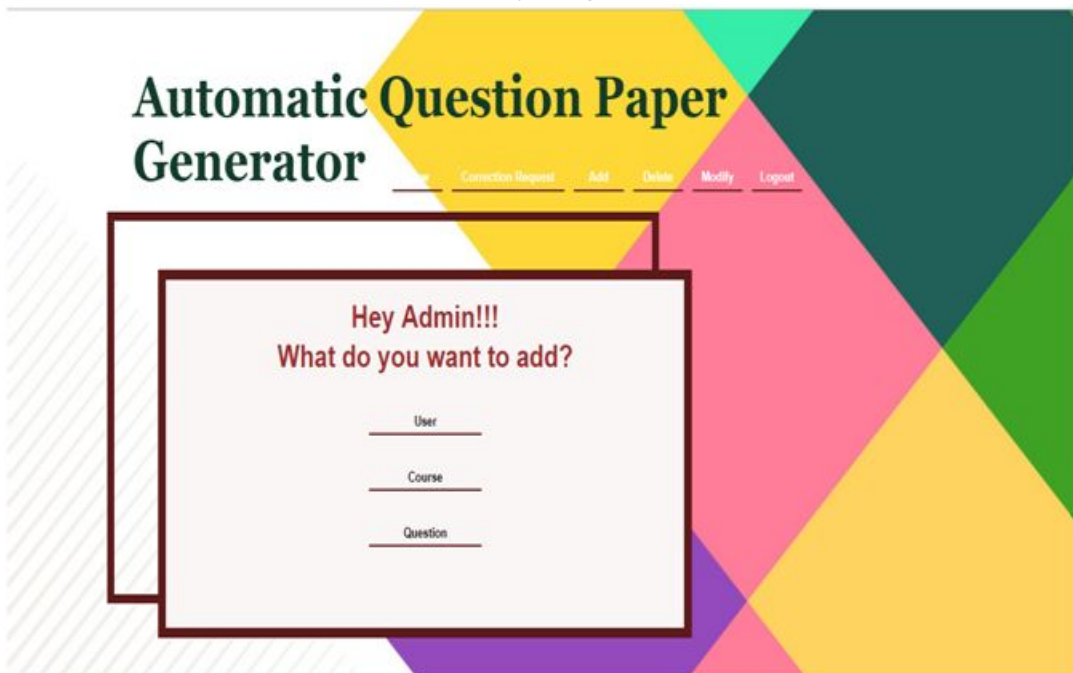 Automatic Question Paper
Generator
Correction Request Add Delete Modify Logout
Hey Admin!!!
What do you want to add?
User
Course
Question